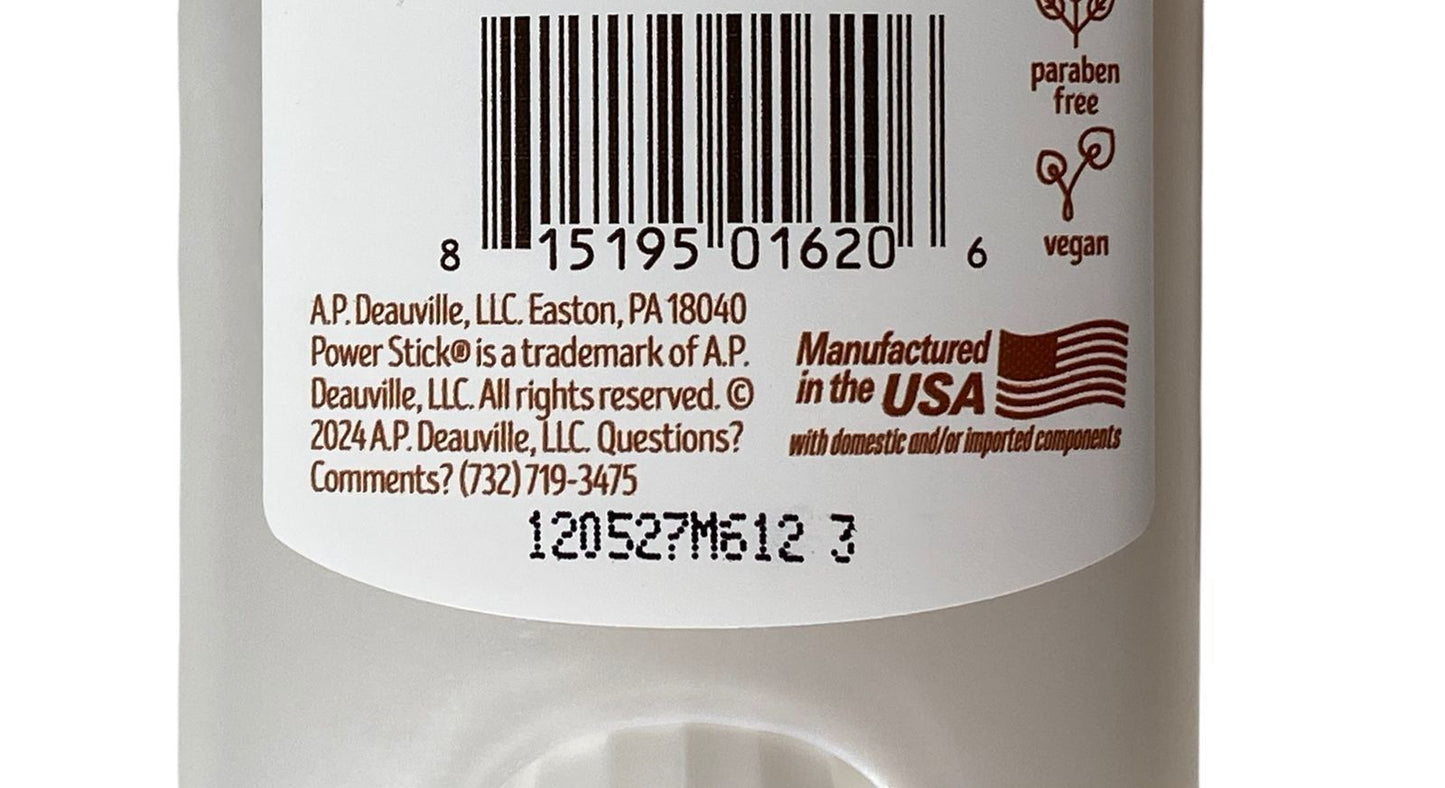 paraben
free
vegan
8 15195 01620 6
A.P. Deauville, LLC. Easton, PA 18040
Power Stick® is a trademark of A.P.
Deauville, LLC. All rights reserved. ©
2024 A.P. Deauville, LLC. Questions?
Comments? (732) 719-3475
Manufactured
in the USA
with domestic and/or imported components
120527M612 3